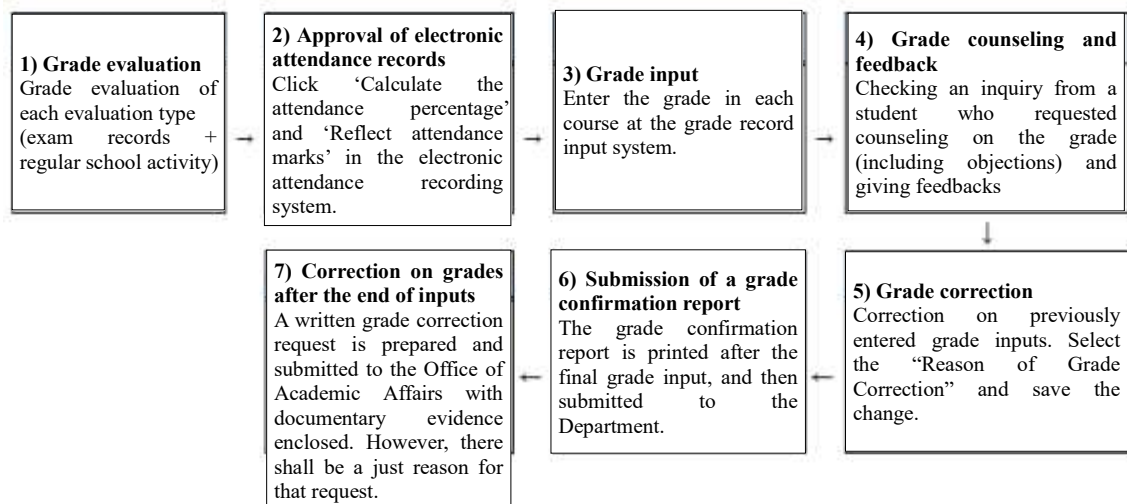 1) Grade evaluation
Grade evaluation of
each evaluation type
(exam records +
regular school activity)
→
2) Approval of electronic
attendance records
Click ‘Calculate the
attendance percentage’
and ‘Reflect attendance
marks’ in the electronic
attendance recording
system.
→
3) Grade input
Enter the grade in each
course at the grade record
input system.
→
4) Grade counseling and
feedback
Checking an inquiry from a
student who requested
counseling on the grade
(including objections) and
giving feedbacks
↓
5) Grade correction
Correction on previously
entered grade inputs. Select
the “Reason of Grade
Correction” and save the
change.
←
6) Submission of a grade
confirmation report
The grade confirmation
report is printed after the
final grade input, and then
submitted to the
Department.
←
7) Correction on grades
after the end of inputs
A written grade correction
request is prepared and
submitted to the Office of
Academic Affairs with
documentary evidence
enclosed. However, there
shall be a just reason for
that request.